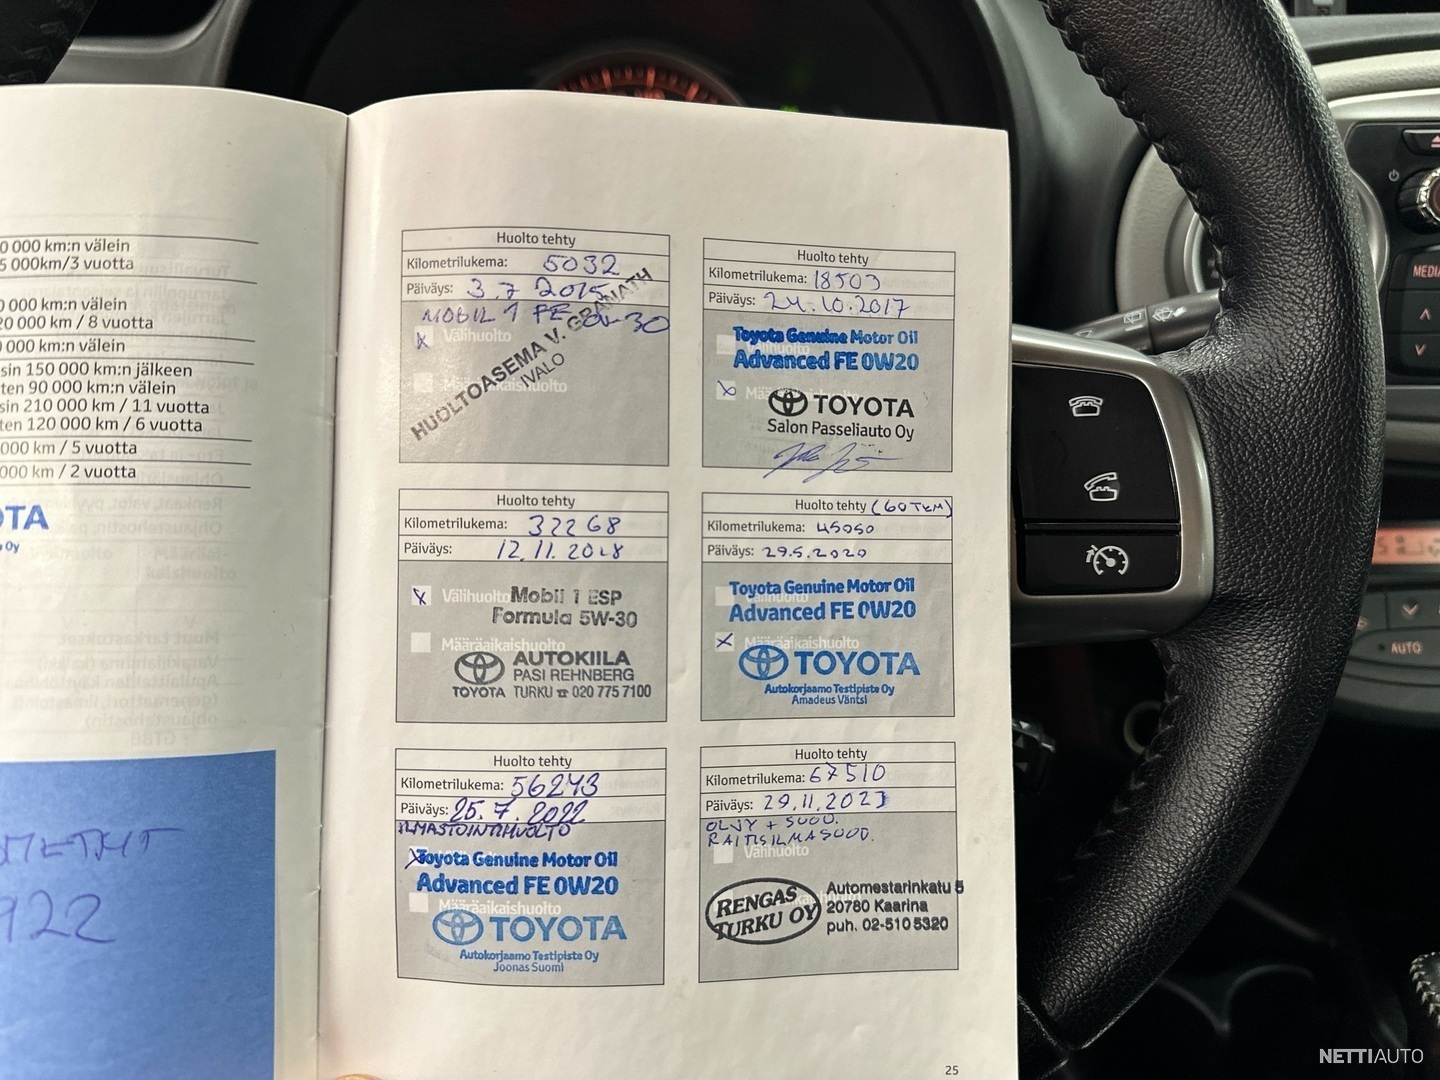 0 000 km:n välein
5 000km/3 vuotta
0 000 km:n välein
20 000 km / 8 vuotta
0 000 km:n välein
sin 150 000 km:n jälkeen
ten 90 000 km:n välein
sin 210 000 km / 11 vuotta
ten 120 000 km / 6 vuotta
000 km / 5 vuotta
000 km / 2 vuotta
OTA
Oy
922
Huolto tehty
Kilometrilukema: 5032
Päiväys: 3.7 2015
MOBIL 1 FE 0W-30
Välihuolto
x
Määräaikaishuolto
HUOLTOASEMA V. GRANATH
IVALO
Huolto tehty
Kilometrilukema: 18503
Päiväys: 24.10.2017
Toyota Genuine Motor Oil
Advanced FE 0W20
x
TOYOTA
Salon Passeliauto Oy
Huolto tehty
Kilometrilukema: 32268
Päiväys: 12.11.2018
x Välihuolto Mobil 1 ESP
Formula 5W-30
Määräaikaishuolto
AUTOKIILA
PASI REHNBERG
TOYOTA TURKU ☎ 020 775 7100
Huolto tehty (60 TKM)
Kilometrilukema: 45050
Päiväys: 29.5.2020
Toyota Genuine Motor Oil
Välihuolto
Advanced FE 0W20
x Määräaikaishuolto
TOYOTA
Autokorjaamo Testipiste Oy
Amadeus Väntsi
Huolto tehty
Kilometrilukema: 56243
Päiväys: 25.7.2022
ILMASTOINTIHUOLTO
x Toyota Genuine Motor Oil
Advanced FE 0W20
Määräaikaishuolto
TOYOTA
Autokorjaamo Testipiste Oy
Joonas Suomi
Huolto tehty
Kilometrilukema: 67510
Päiväys: 29.11.2023
ÖLJY + SUOD.
RAITISILMASUOD.
Välihuolto
RENGAS
TURKU OY
Automestarinkatu 5
20780 Kaarina
puh. 02-510 5320
25
MEDIA
AUTO
NETTIAUTO